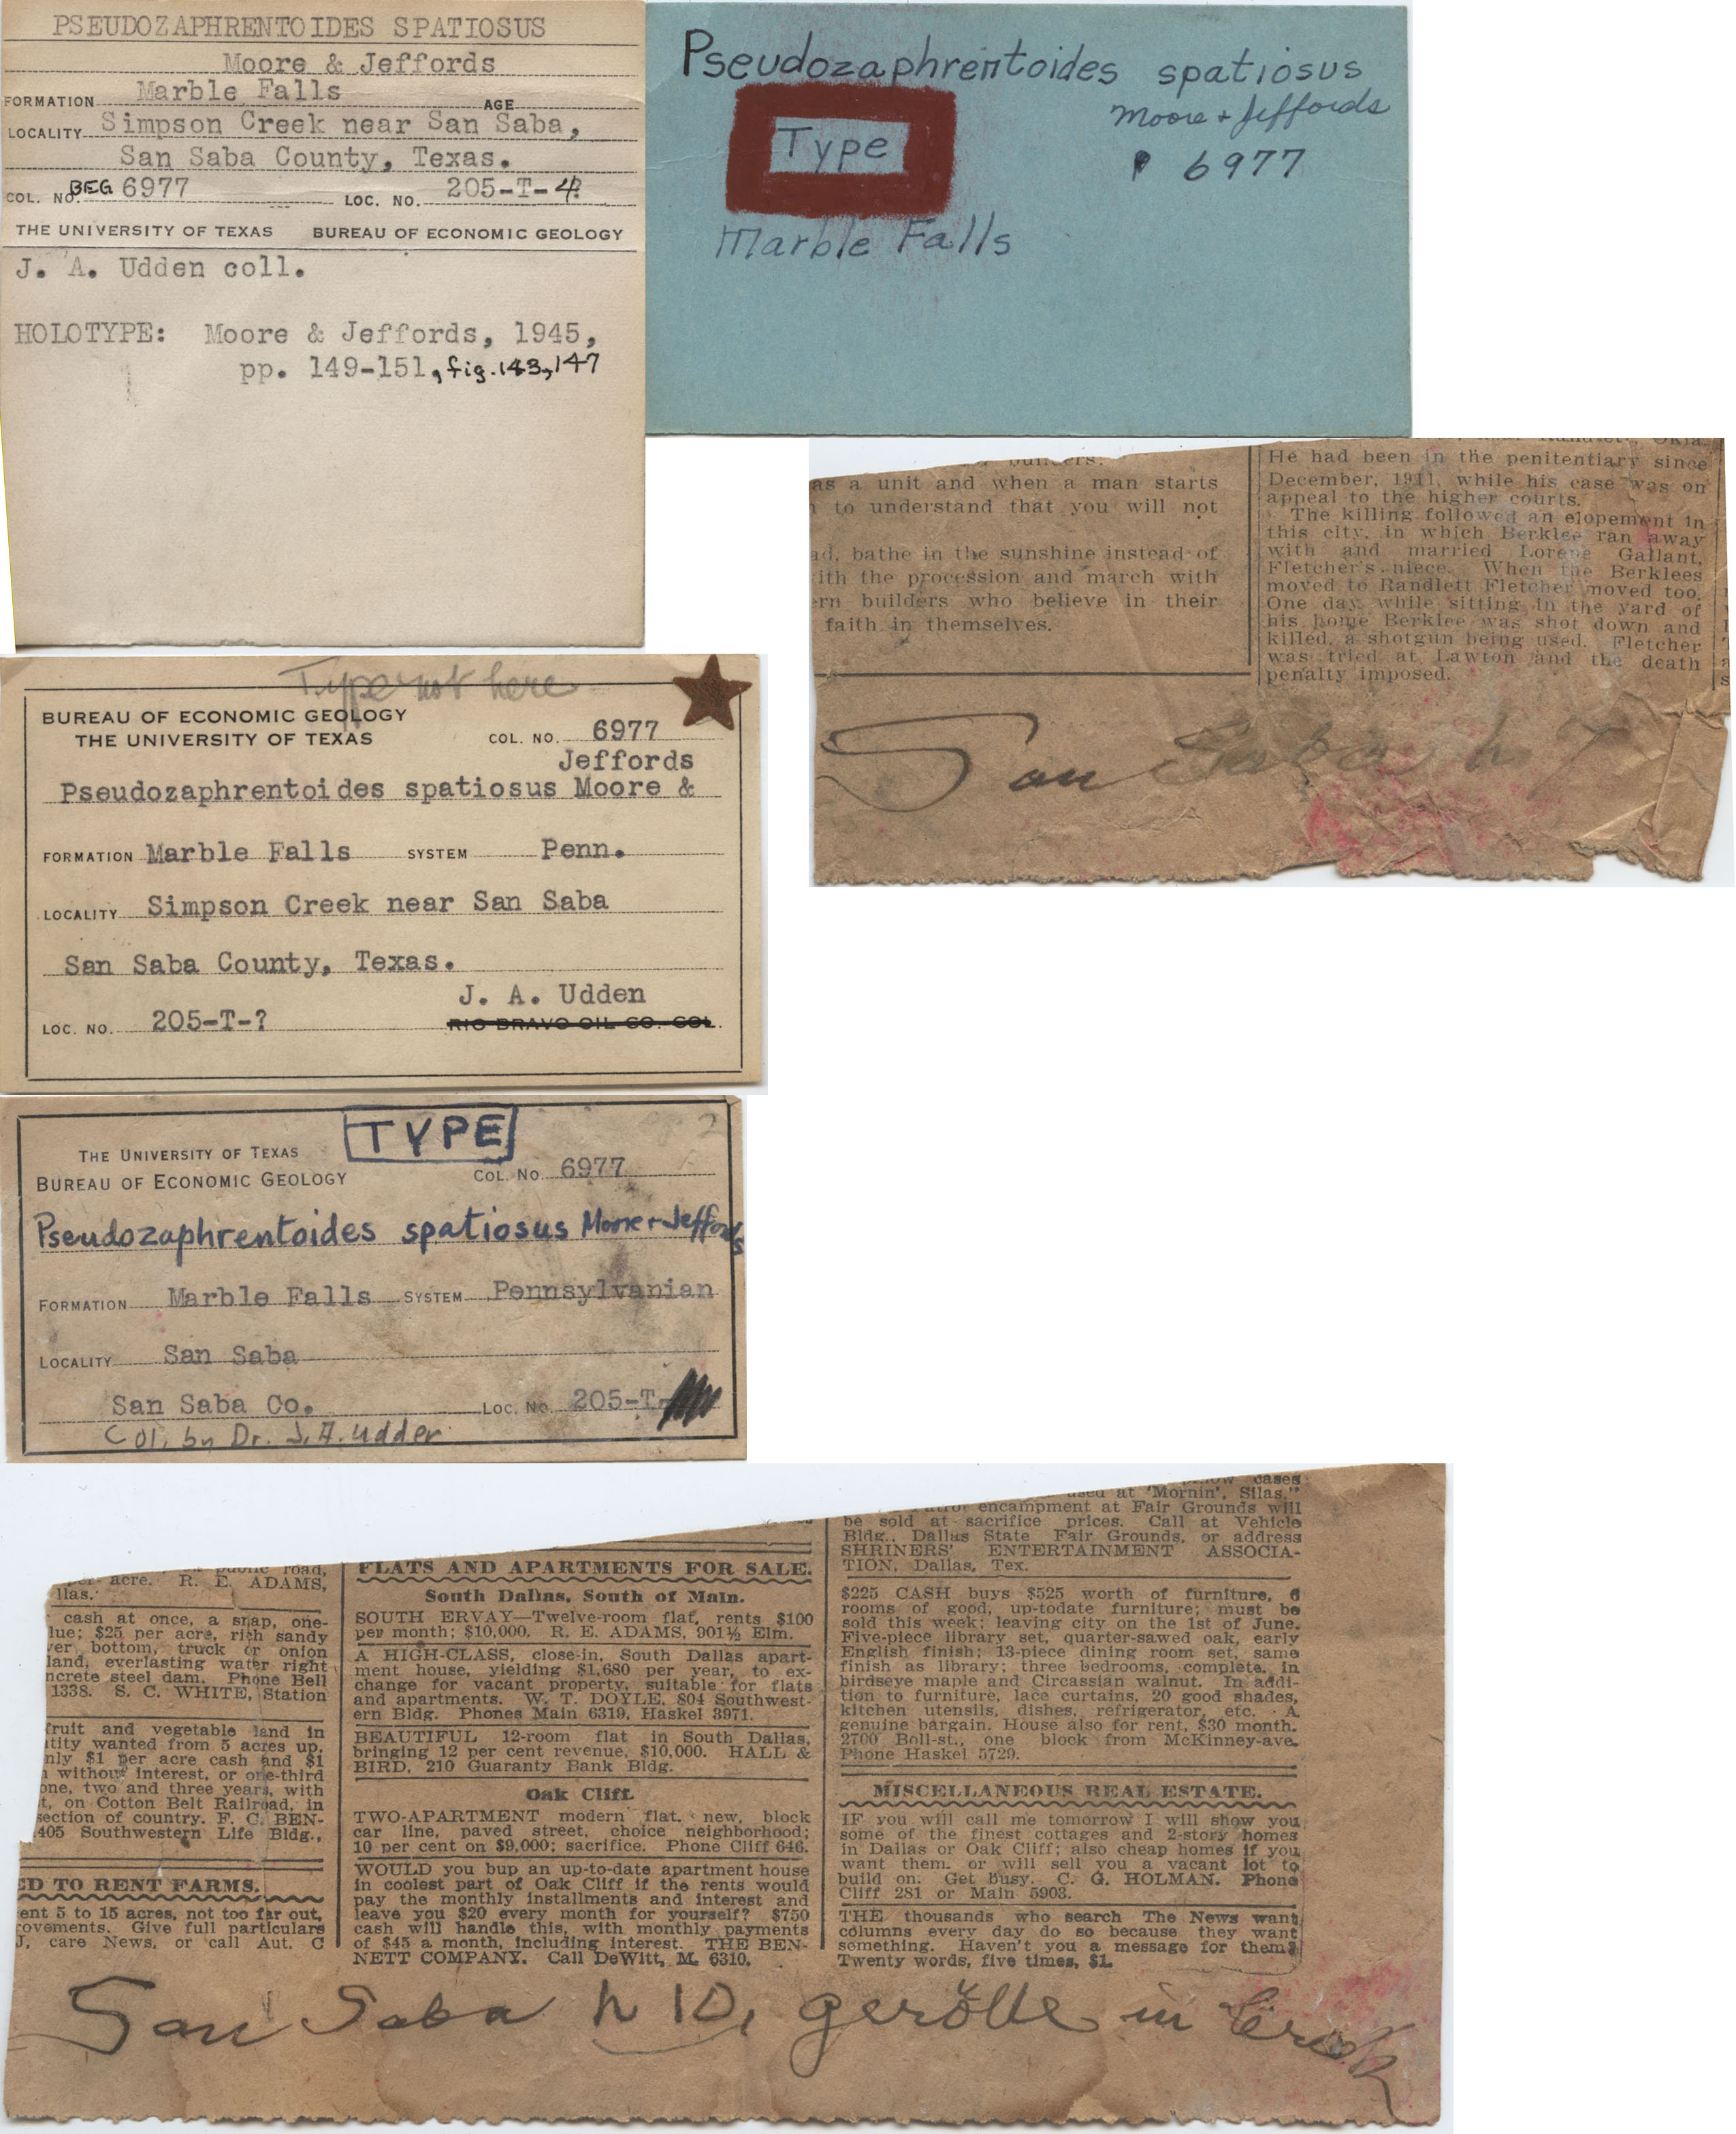 PSEUDOZAPHRENTOIDES SPATIOSUS
Moore & Jeffords
FORMATION Marble Falls AGE
LOCALITY Simpson Creek near San Saba,
San Saba County, Texas.
COL. NO. BEG 6977 LOC. NO. 205-T-4
THE UNIVERSITY OF TEXAS BUREAU OF ECONOMIC GEOLOGY
J. A. Udden coll.
HOLOTYPE: Moore & Jeffords, 1945,
pp. 149-151, fig. 143, 147
Pseudozaphrentoides spatiosus
Moore + Jeffords
Type
P 6977
Marble Falls
builders.
as a unit and when a man starts
to understand that you will not
ad, bathe in the sunshine instead of
ith the procession and march with
ern builders who believe in their
faith in themselves.
Randlett, Okla.
He had been in the penitentiary since
December, 1911, while his case was on
appeal to the higher courts.
The killing followed an elopement in
this city, in which Berklee ran away
with and married Lorene Gallant,
Fletcher's niece. When the Berklees
moved to Randlett Fletcher moved too.
One day while sitting in the yard of
his home Berklee was shot down and
killed, a shotgun being used. Fletcher
was tried at Lawton and the death
penalty imposed.
San Saba h 7
Type not here
BUREAU OF ECONOMIC GEOLOGY
THE UNIVERSITY OF TEXAS COL. NO. 6977
Jeffords
Pseudozaphrentoides spatiosus Moore &
FORMATION Marble Falls SYSTEM Penn.
LOCALITY Simpson Creek near San Saba
San Saba County, Texas.
J. A. Udden
LOC. NO. 205-T-? RIO BRAVO OIL CO. COL.
TYPE
2
THE UNIVERSITY OF TEXAS
BUREAU OF ECONOMIC GEOLOGY COL. NO. 6977
Pseudozaphrentoides spatiosus Moore + Jeffords
FORMATION Marble Falls SYSTEM Pennsylvanian
LOCALITY San Saba
San Saba Co. LOC. NO. 205-T-
Col. by Dr. J. A. Udden
public road,
per acre. R. E. ADAMS,
llas.
cash at once, a snap, one-
lue; $25 per acre, rich sandy
ver bottom, truck or onion
land, everlasting water right
ncrete steel dam. Phone Bell
1338. S. C. WHITE, Station
fruit and vegetable land in
ntity wanted from 5 acres up.
nly $1 per acre cash and $1
without interest, or one-third
one, two and three years, with
t, on Cotton Belt Railroad, in
section of country. F. C. BEN-
405 Southwestern Life Bldg.,
ED TO RENT FARMS.
ent 5 to 15 acres, not too far out,
rovements. Give full particulars
J, care News, or call Aut. C
FLATS AND APARTMENTS FOR SALE.
South Dallas, South of Main.
SOUTH ERVAY—Twelve-room flat, rents $100
per month; $10,000. R. E. ADAMS, 901½ Elm.
A HIGH-CLASS, close-in, South Dallas apart-
ment house, yielding $1,680 per year, to ex-
change for vacant property, suitable for flats
and apartments. W. T. DOYLE, 804 Southwest-
ern Bldg. Phones Main 6319, Haskel 3971.
BEAUTIFUL 12-room flat in South Dallas,
bringing 12 per cent revenue, $10,000. HALL &
BIRD, 210 Guaranty Bank Bldg.
Oak Cliff.
TWO-APARTMENT modern flat, new, block
car line, paved street, choice neighborhood;
10 per cent on $9,000; sacrifice. Phone Cliff 646.
WOULD you bup an up-to-date apartment house
in coolest part of Oak Cliff if the rents would
pay the monthly installments and interest and
leave you $20 every month for yourself? $750
cash will handle this, with monthly payments
of $45 a month, including interest. THE BEN-
NETT COMPANY. Call DeWitt, M. 6310.
cases
used at 'Mornin', Silas."
encampment at Fair Grounds will
be sold at sacrifice prices. Call at Vehicle
Bldg., Dallas State Fair Grounds, or address
SHRINERS' ENTERTAINMENT ASSOCIA-
TION, Dallas, Tex.
$225 CASH buys $525 worth of furniture, 6
rooms of good, up-todate furniture; must be
sold this week; leaving city on the 1st of June.
Five-piece library set, quarter-sawed oak, early
English finish; 13-piece dining room set, same
finish as library; three bedrooms, complete, in
birdseye maple and Circassian walnut. In addi-
tion to furniture, lace curtains, 20 good shades,
kitchen utensils, dishes, refrigerator, etc. A
genuine bargain. House also for rent, $30 month.
2700 Boll-st., one block from McKinney-ave.
Phone Haskel 5729.
MISCELLANEOUS REAL ESTATE.
IF you will call me tomorrow I will show you
some of the finest cottages and 2-story homes
in Dallas or Oak Cliff; also cheap homes if you
want them, or will sell you a vacant lot to
build on. Get busy. C. G. HOLMAN. Phone
Cliff 281 or Main 5903.
THE thousands who search The News want
columns every day do so because they want
something. Haven't you a message for them?
Twenty words, five times, $1.
San Saba h 10, gerölle in Creek